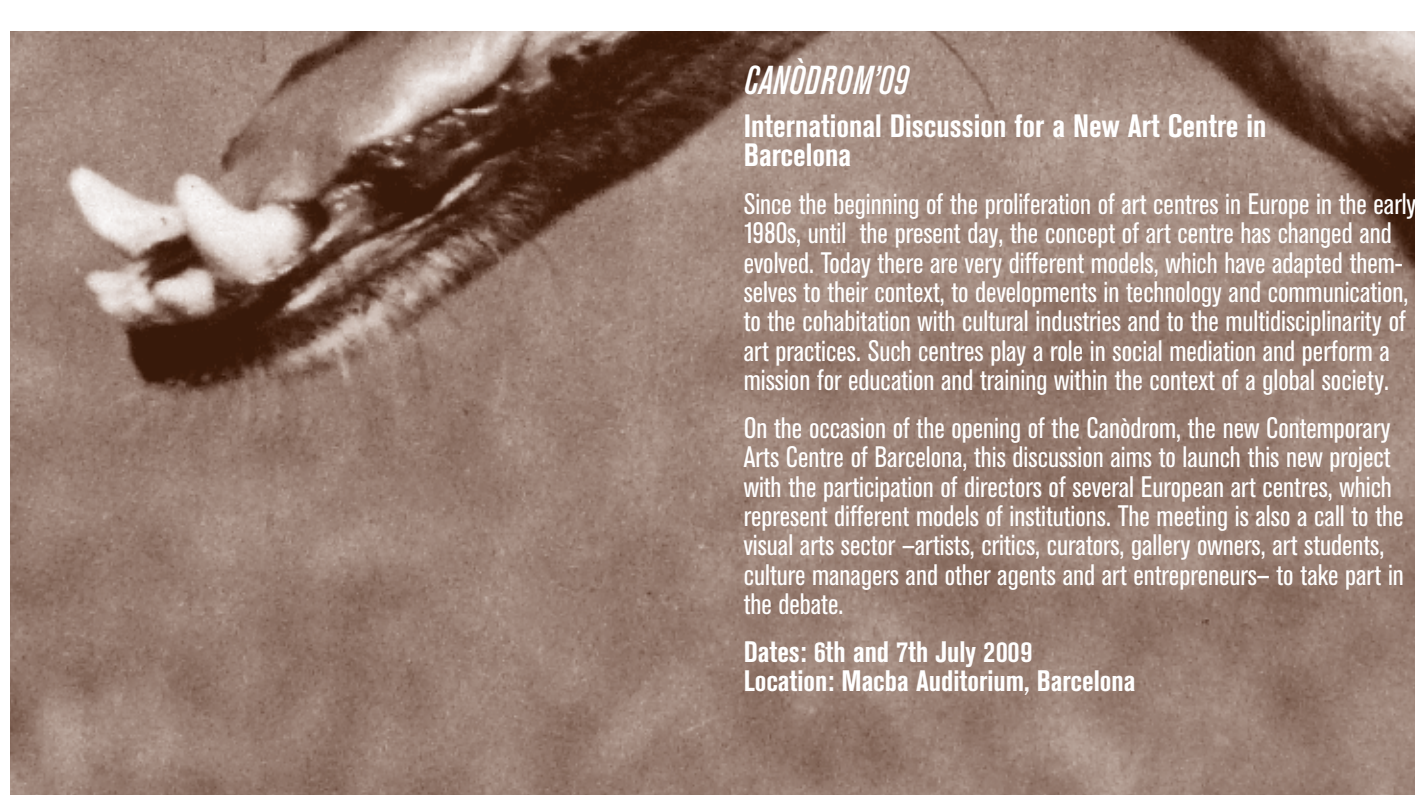 CANÒDROM'09
International Discussion for a New Art Centre in
Barcelona
Since the beginning of the proliferation of art centres in Europe in the early
1980s, until  the present day, the concept of art centre has changed and
evolved. Today there are very different models, which have adapted them-
selves to their context, to developments in technology and communication,
to the cohabitation with cultural industries and to the multidisciplinarity of
art practices. Such centres play a role in social mediation and perform a
mission for education and training within the context of a global society.
On the occasion of the opening of the Canòdrom, the new Contemporary
Arts Centre of Barcelona, this discussion aims to launch this new project
with the participation of directors of several European art centres, which
represent different models of institutions. The meeting is also a call to the
visual arts sector –artists, critics, curators, gallery owners, art students,
culture managers and other agents and art entrepreneurs– to take part in
the debate.
Dates: 6th and 7th July 2009
Location: Macba Auditorium, Barcelona